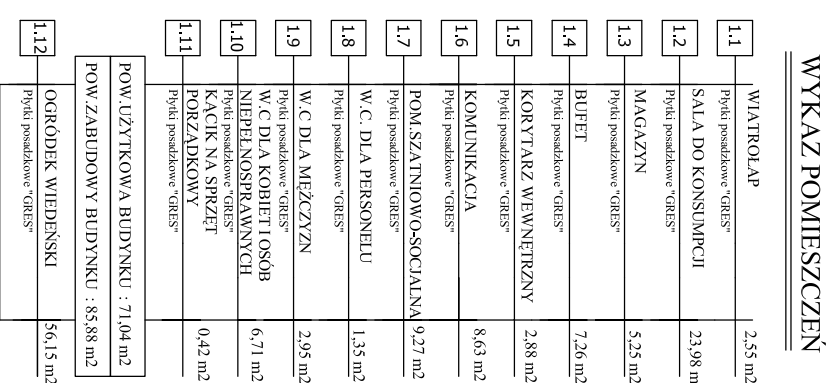 WYKAZ POMIESZCZEŃ
1.1 WIATROŁAP 2,55 m2
Płytki posadzkowe "GRES"
1.2 SALA DO KONSUMPCJI 23,98 m
Płytki posadzkowe "GRES"
1.3 MAGAZYN 5,25 m2
Płytki posadzkowe "GRES"
1.4 BUFET 7,26 m2
Płytki posadzkowe "GRES"
1.5 KORYTARZ WEWNĘTRZNY 2,88 m2
Płytki posadzkowe "GRES"
1.6 KOMUNIKACJA 8,63 m2
Płytki posadzkowe "GRES"
1.7 POM.SZATNIOWO-SOCJALNA 9,27 m2
Płytki posadzkowe "GRES"
1.8 W.C. DLA PERSONELU 1,35 m2
Płytki posadzkowe "GRES"
1.9 W.C DLA MĘŻCZYZN 2,95 m2
Płytki posadzkowe "GRES"
W.C DLA KOBIET I OSÓB
1.10 NIEPEŁNOSPRAWNYCH 6,71 m2
Płytki posadzkowe "GRES"
KĄCIK NA SPRZĘT
1.11 PORZĄDKOWY 0,42 m2
Płytki posadzkowe "GRES"
POW.UŻYTKOWA BUDYNKU : 71,04 m2
POW.ZABUDOWY BUDYNKU : 85,88 m2
1.12 OGRÓDEK WIEDEŃSKI 56,15 m2
Płytki posadzkowe "GRES"